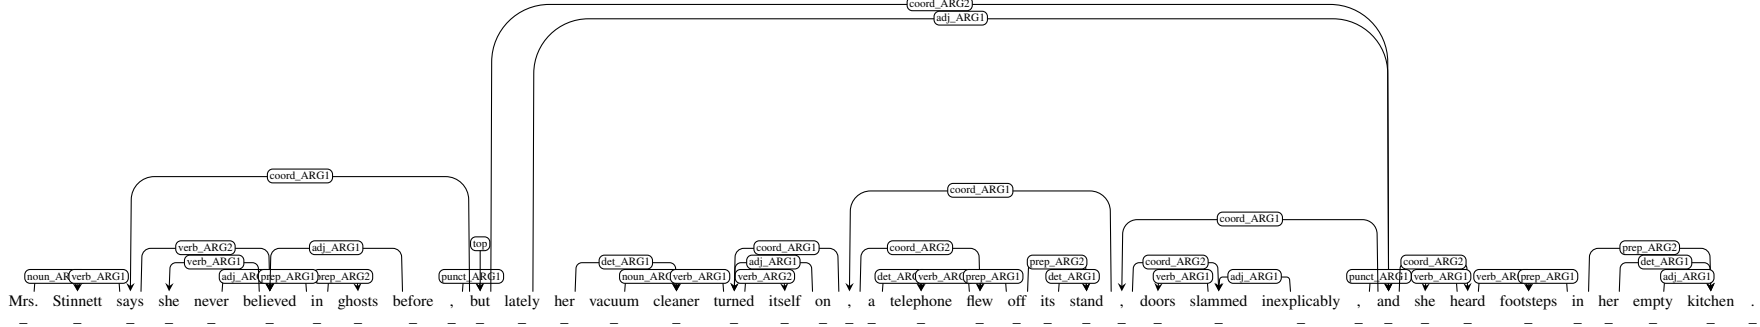 coord_ARG2
adj_ARG1
coord_ARG1
coord_ARG1
coord_ARG1
top
verb_ARG2 adj_ARG1 coord_ARG1 coord_ARG2 prep_ARG2
verb_ARG1 det_ARG1 adj_ARG1 prep_ARG2 coord_ARG2 coord_ARG2 det_ARG1
verb_ARG1 prep_ARG1 punct_ARG1 verb_ARG1 verb_ARG2 prep_ARG1 det_ARG1 verb_ARG1 adj_ARG1 punct_ARG1 verb_ARG1 prep_ARG1 adj_ARG1
Mrs. Stinnett says she never believed in ghosts before , but lately her vacuum cleaner turned itself on , a telephone flew off its stand , doors slammed inexplicably , and she heard footsteps in her empty kitchen .
_ _ _ _ _ _ _ _ _ _ _ _ _ _ _ _ _ _ _ _ _ _ _ _ _ _ _ _ _ _ _ _ _ _ _ _ _ _ _